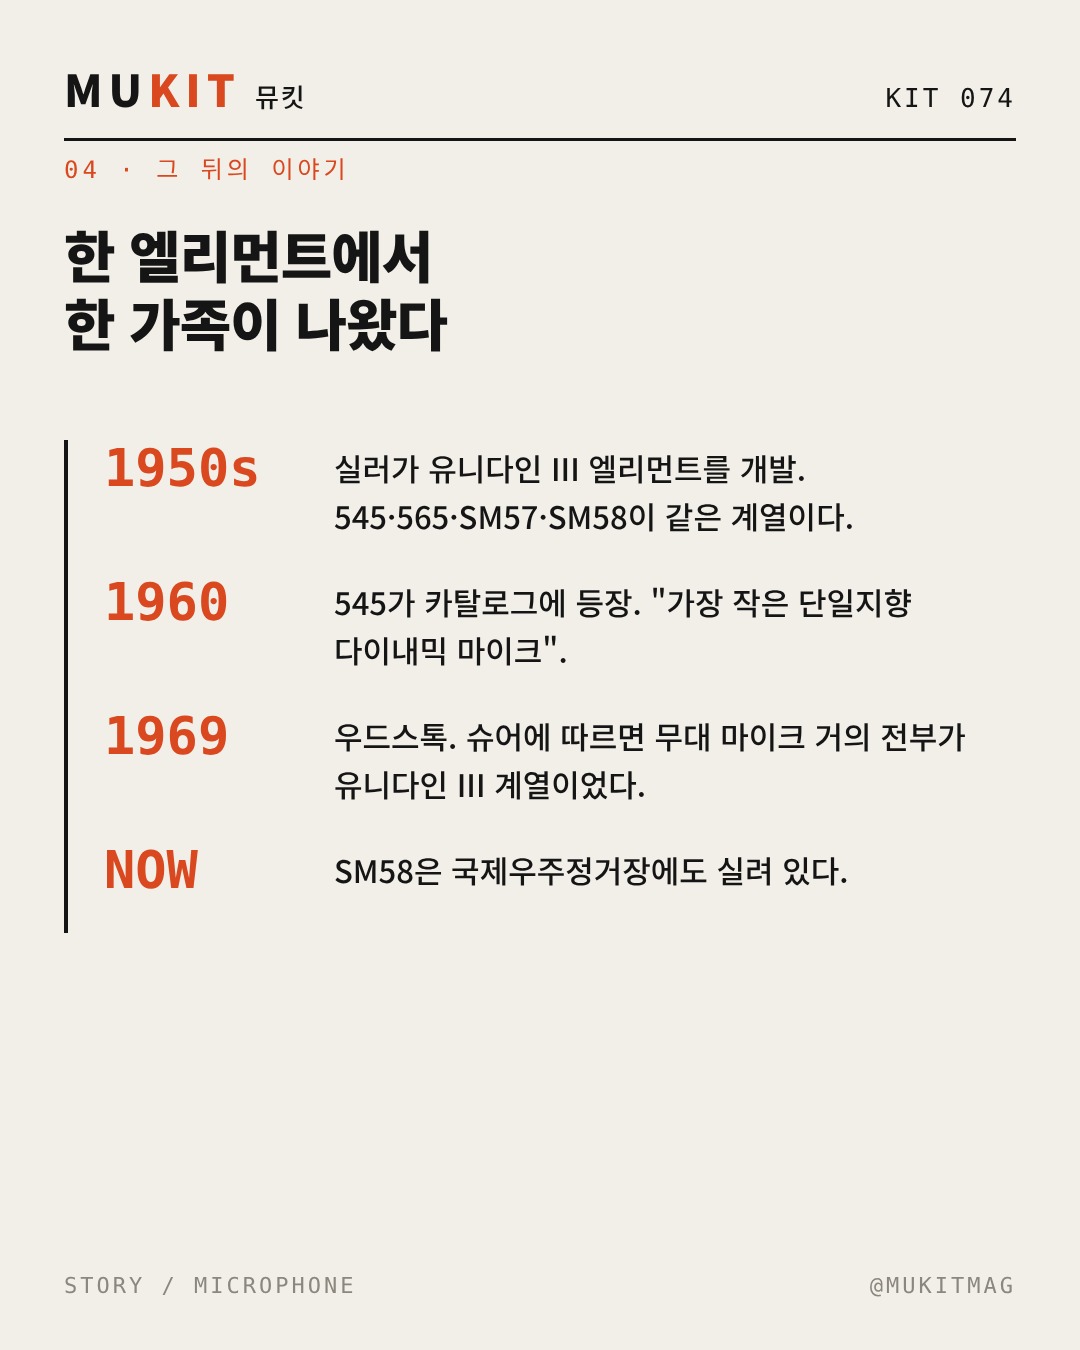 MUKIT 뮤킷
KIT 074
04 · 그 뒤의 이야기
한 엘리먼트에서
한 가족이 나왔다
1950s
실러가 유니다인 III 엘리먼트를 개발.
545·565·SM57·SM58이 같은 계열이다.
1960
545가 카탈로그에 등장. "가장 작은 단일지향
다이내믹 마이크".
1969
우드스톡. 슈어에 따르면 무대 마이크 거의 전부가
유니다인 III 계열이었다.
NOW
SM58은 국제우주정거장에도 실려 있다.
STORY / MICROPHONE
@MUKITMAG